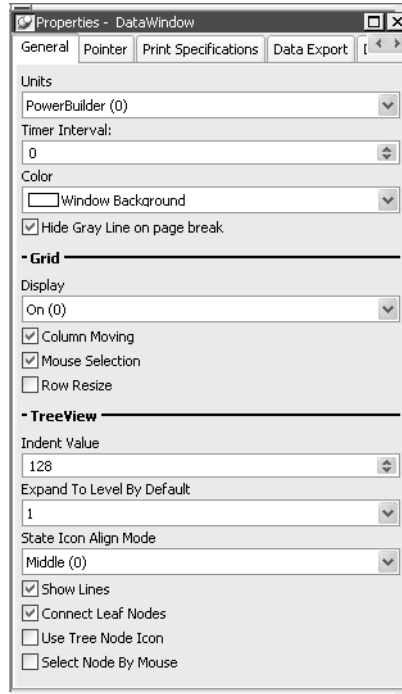 Properties - DataWindow
General Pointer Print Specifications Data Export
Units
PowerBuilder (0)
Timer Interval:
0
Color
Window Background
Hide Gray Line on page break
- Grid
Display
On (0)
Column Moving
Mouse Selection
Row Resize
- TreeView
Indent Value
128
Expand To Level By Default
1
State Icon Align Mode
Middle (0)
Show Lines
Connect Leaf Nodes
Use Tree Node Icon
Select Node By Mouse